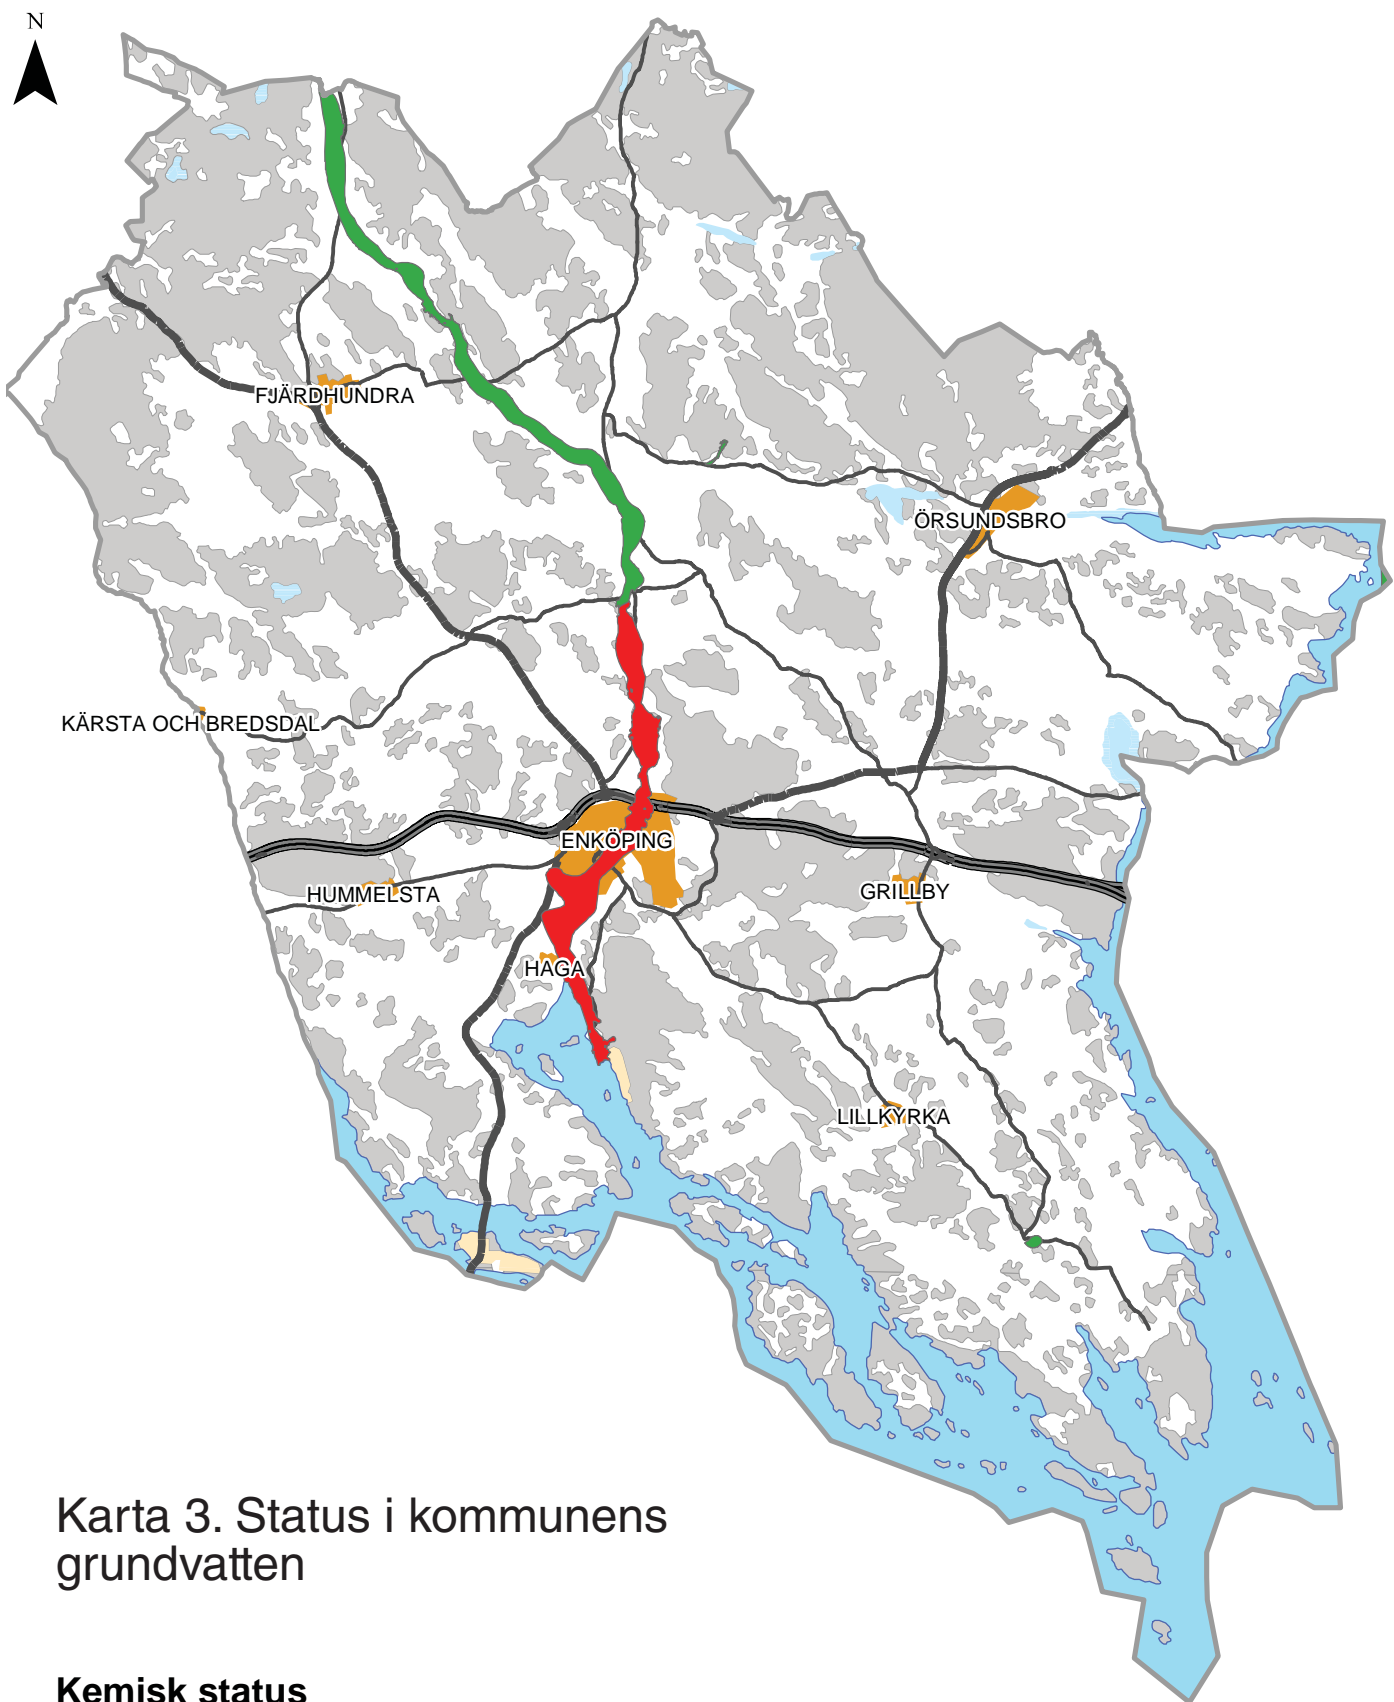 N
FJÄRDHUNDRA
ÖRSUNDSBRO
KÄRSTA OCH BREDSDAL
ENKÖPING
HUMMELSTA
GRILLBY
HAGA
LILLKYRKA
Karta 3. Status i kommunens
grundvatten
Kemisk status